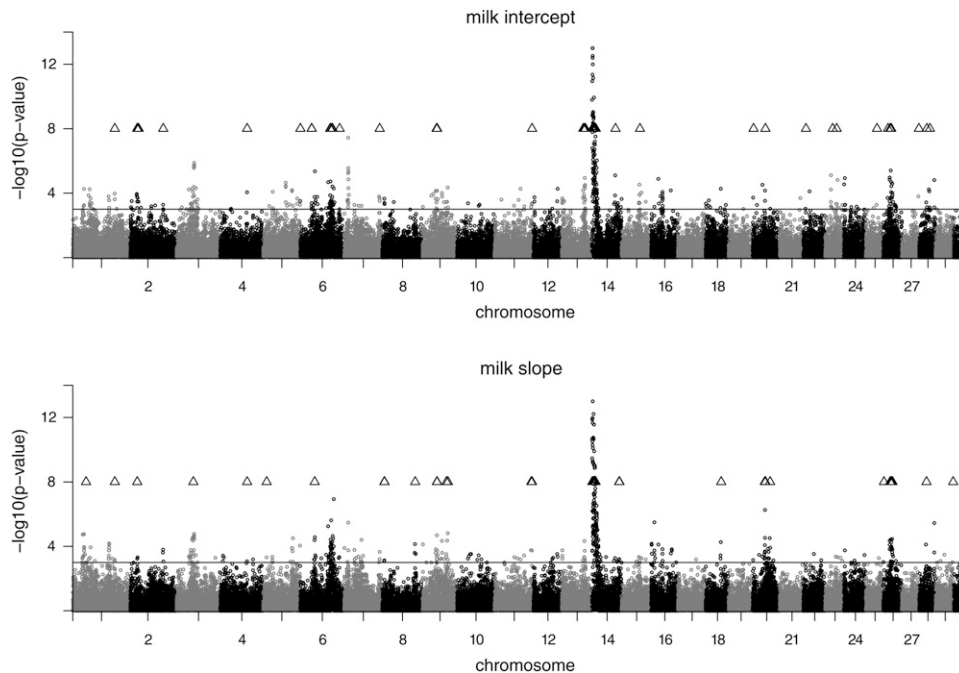 milk intercept
12
8
4
−log10(p−value)
2 4 6 8 10 12 14 16 18 21 24 27
chromosome
milk slope
12
8
4
−log10(p−value)
2 4 6 8 10 12 14 16 18 21 24 27
chromosome